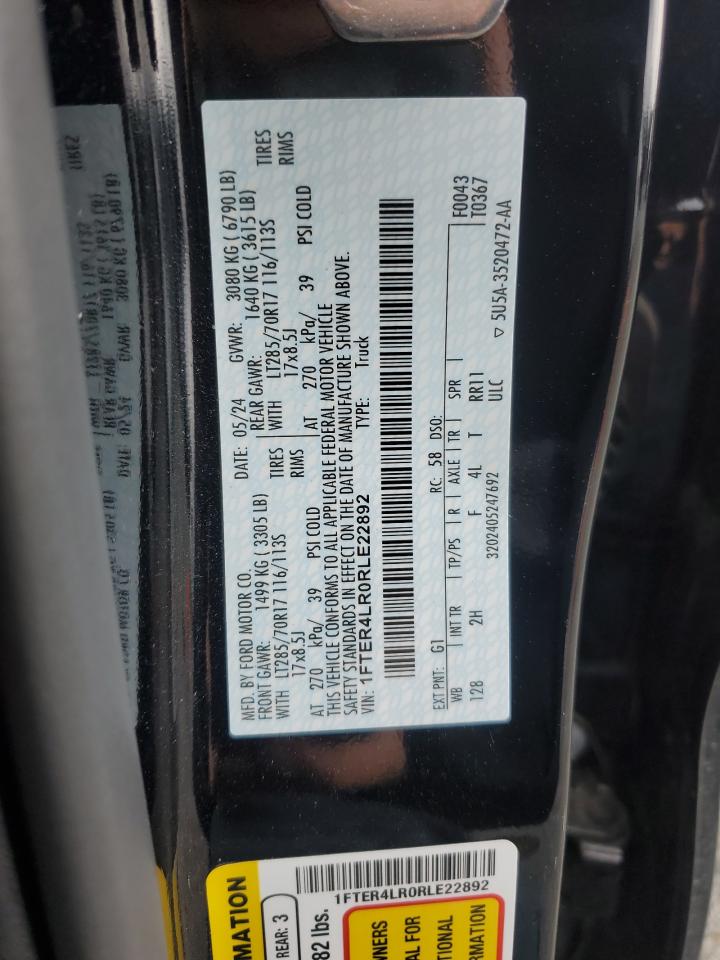 MFD. BY FORD MOTOR CO.
DATE: 05/24 GVWR: 3080 KG ( 6790 LB)
FRONT GAWR: 1499 KG ( 3305 LB) REAR GAWR: 1640 KG ( 3615 LB)
WITH LT285/70R17 116/113S TIRES WITH LT285/70R17 116/113S TIRES
17x8.5J RIMS 17x8.5J RIMS
AT 270 kPa/ 39 PSI COLD AT 270 kPa/ 39 PSI COLD
THIS VEHICLE CONFORMS TO ALL APPLICABLE FEDERAL MOTOR VEHICLE
SAFETY STANDARDS IN EFFECT ON THE DATE OF MANUFACTURE SHOWN ABOVE.
VIN: 1FTER4LR0RLE22892 TYPE: Truck
EXT PNT: G1 RC: 58 DSO: F0043
WB INT TR TP/PS R AXLE TR SPR T0367
128 2H F 4L T RR11
ULC
3202405247692 ▽ 5U5A-3520472-AA
REAR: 3
82 lbs.
1FTER4LR0RLE22892